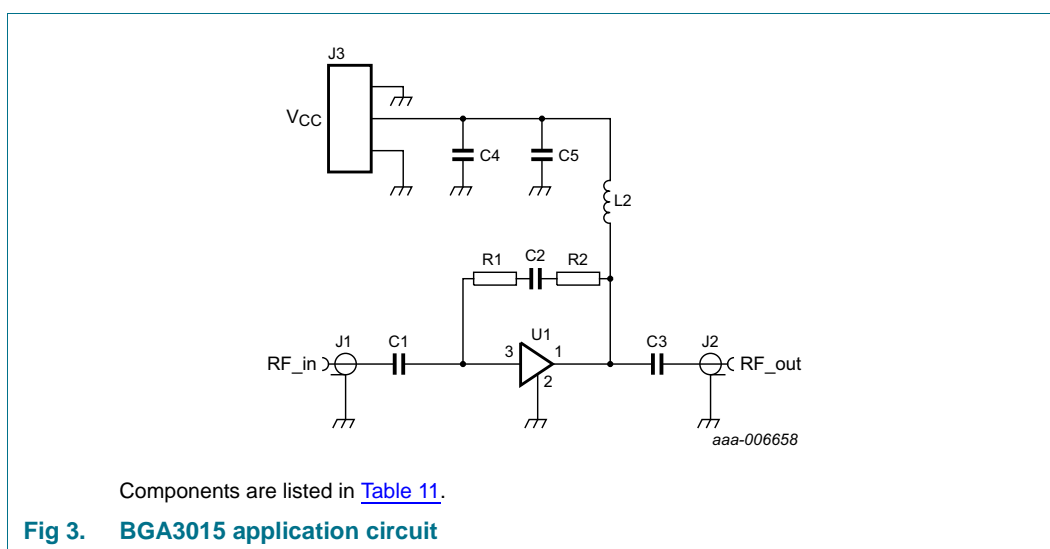 J3
VCC
C4
C5
L2
R1
C2
R2
U1
J1
C1
3
1
C3
J2
RF_in
RF_out
2
aaa-006658
Components are listed in Table 11.
Fig 3. BGA3015 application circuit